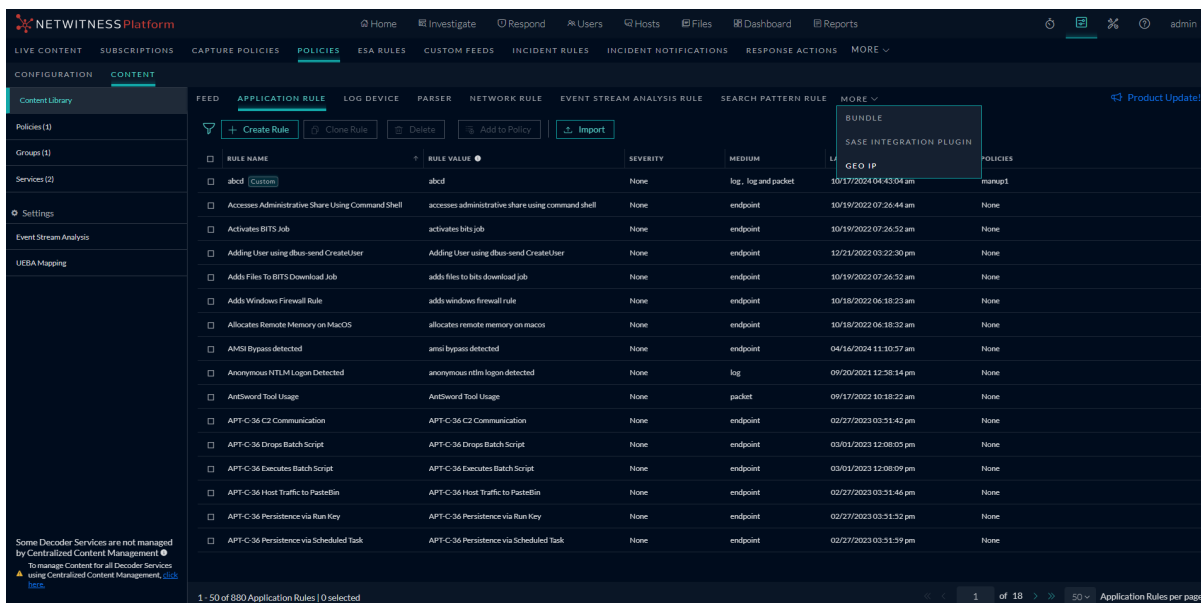 NETWITNESS Platform Home Investigate Respond Users Hosts Files Dashboard Reports admin
LIVE CONTENT SUBSCRIPTIONS CAPTURE POLICIES POLICIES ESA RULES CUSTOM FEEDS INCIDENT RULES INCIDENT NOTIFICATIONS RESPONSE ACTIONS MORE
CONFIGURATION CONTENT
Content Library
Policies (1)
Groups (1)
Services (2)
Settings
Event Stream Analysis
UEBA Mapping
Some Decoder Services are not managed
by Centralized Content Management
To manage Content for all Decoder Services
using Centralized Content Management, click
here.
FEED APPLICATION RULE LOG DEVICE PARSER NETWORK RULE EVENT STREAM ANALYSIS RULE SEARCH PATTERN RULE MORE Product Update!
BUNDLE
SASE INTEGRATION PLUGIN
GEO IP
+ Create Rule Clone Rule Delete Add to Policy Import
RULE NAME RULE VALUE SEVERITY MEDIUM LA POLICIES
abcd Custom abcd None log, log and packet 10/17/2024 04:43:04 am manup1
Accesses Administrative Share Using Command Shell accesses administrative share using command shell None endpoint 10/19/2022 07:26:44 am None
Activates BITS Job activates bits job None endpoint 10/19/2022 07:26:52 am None
Adding User using dbus-send CreateUser Adding User using dbus-send CreateUser None endpoint 12/21/2022 03:22:30 pm None
Adds Files To BITS Download Job adds files to bits download job None endpoint 10/19/2022 07:26:52 am None
Adds Windows Firewall Rule adds windows firewall rule None endpoint 10/18/2022 06:18:23 am None
Allocates Remote Memory on MacOS allocates remote memory on macos None endpoint 10/18/2022 06:18:32 am None
AMSI Bypass detected amsi bypass detected None endpoint 04/16/2024 11:10:57 am None
Anonymous NTLM Logon Detected anonymous ntlm logon detected None log 09/20/2021 12:58:14 pm None
AntSword Tool Usage AntSword Tool Usage None packet 09/17/2022 10:18:22 am None
APT-C-36 C2 Communication APT-C-36 C2 Communication None endpoint 02/27/2023 03:51:42 pm None
APT-C-36 Drops Batch Script APT-C-36 Drops Batch Script None endpoint 03/01/2023 12:08:05 pm None
APT-C-36 Executes Batch Script APT-C-36 Executes Batch Script None endpoint 03/01/2023 12:08:09 pm None
APT-C-36 Host Traffic to PasteBin APT-C-36 Host Traffic to PasteBin None endpoint 02/27/2023 03:51:46 pm None
APT-C-36 Persistence via Run Key APT-C-36 Persistence via Run Key None endpoint 02/27/2023 03:51:52 pm None
APT-C-36 Persistence via Scheduled Task APT-C-36 Persistence via Scheduled Task None endpoint 02/27/2023 03:51:59 pm None
1 - 50 of 880 Application Rules | 0 selected << < 1 of 18 > >> 50 Application Rules per page